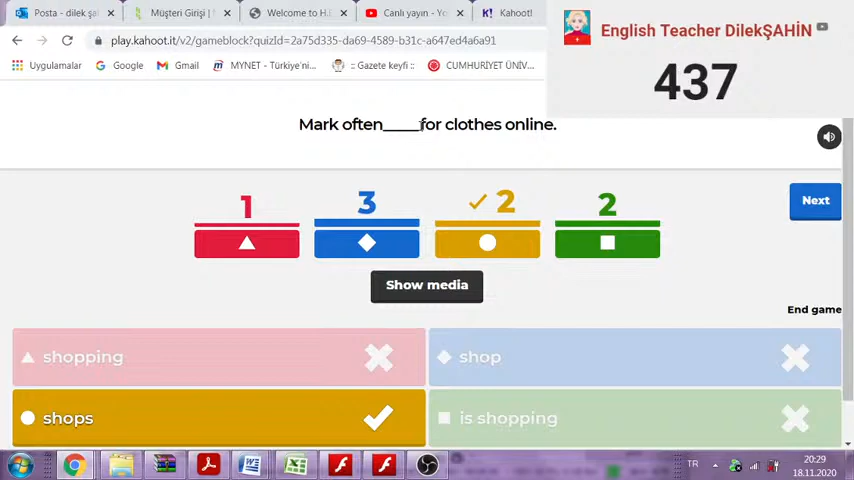 Posta - dilek şa
Müşteri Girişi | N
Welcome to H.E
Canlı yayın - Yo
Kahoot!
play.kahoot.it/v2/gameblock?quizId=2a75d335-da69-4589-b31c-a647ed4a6a91
Uygulamalar
Google
Gmail
MYNET - Türkiye'ni...
:: Gazete keyfi ::
CUMHURİYET ÜNİV...
English Teacher DilekŞAHİN
437
Mark often_____for clothes online.
1
3
2
2
Next
Show media
End game
shopping
shop
shops
is shopping
TR
20:29
18.11.2020